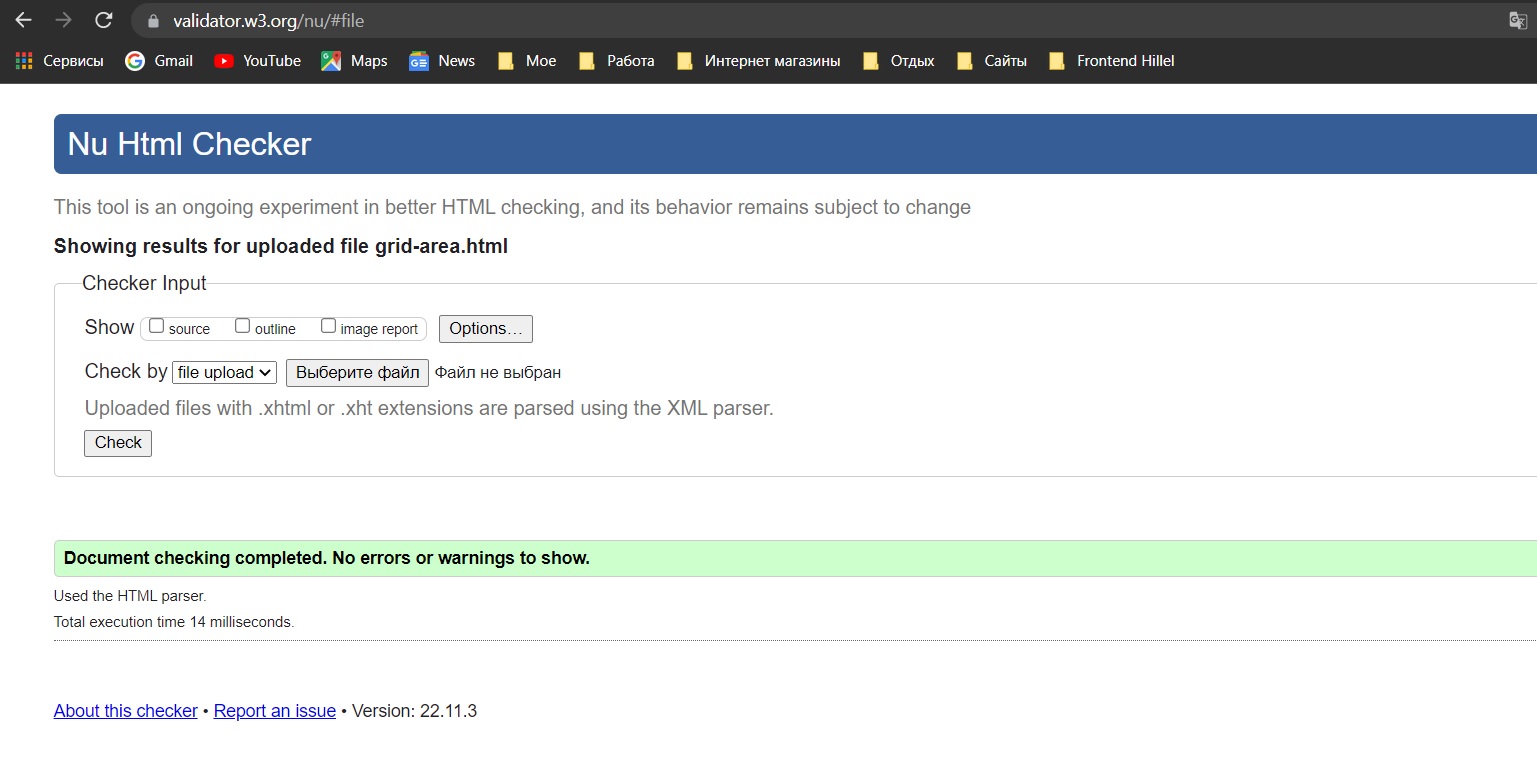 validator.w3.org/nu/#file
Сервисы Gmail YouTube Maps News Мое Работа Интернет магазины Отдых Сайты Frontend Hillel
Nu Html Checker
This tool is an ongoing experiment in better HTML checking, and its behavior remains subject to change
Showing results for uploaded file grid-area.html
Checker Input
Show source outline image report Options…
Check by file upload Выберите файл Файл не выбран
Uploaded files with .xhtml or .xht extensions are parsed using the XML parser.
Check
Document checking completed. No errors or warnings to show.
Used the HTML parser.
Total execution time 14 milliseconds.
About this checker • Report an issue • Version: 22.11.3